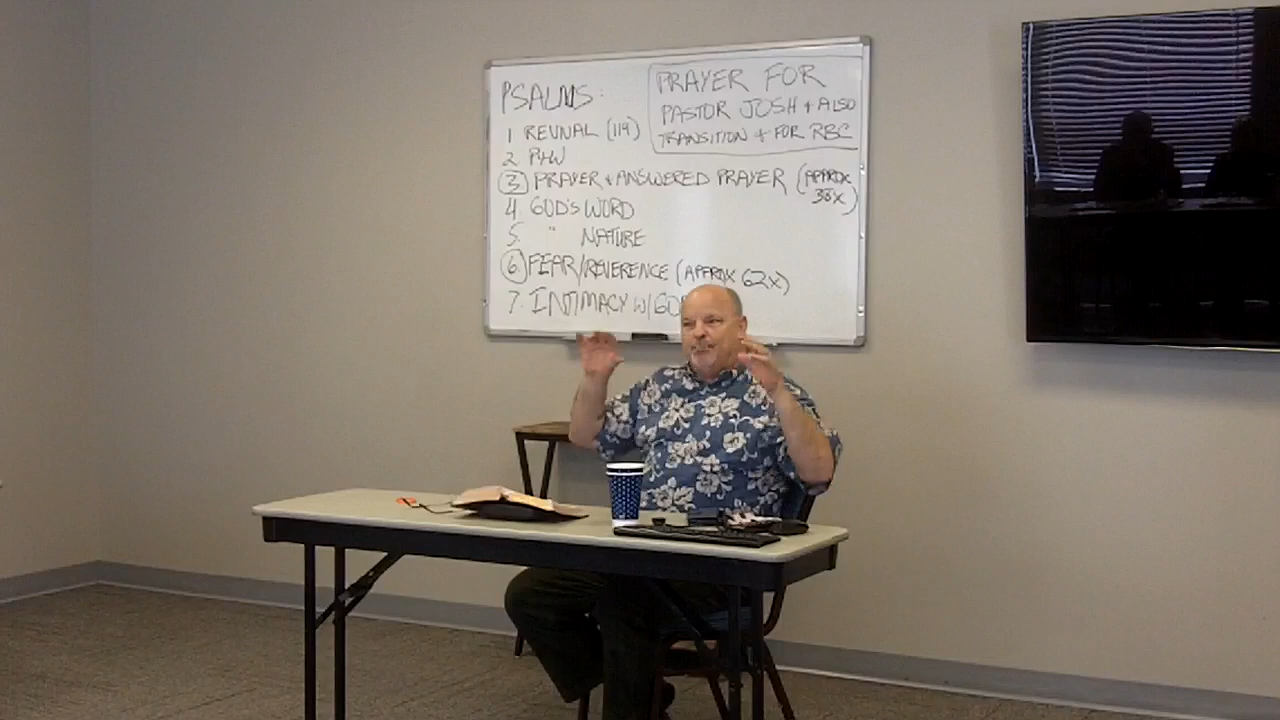 PSALMS:
1 REVIVAL (119)
2 P+W
3 PRAYER + ANSWERED PRAYER (APPROX 38X)
4. GOD'S WORD
5. " NATURE
6. FEAR/REVERENCE (APPROX 62X)
7. INTIMACY W/GOD
PRAYER FOR
PASTOR JOSH + ALSO
TRANSITION + FOR RBC